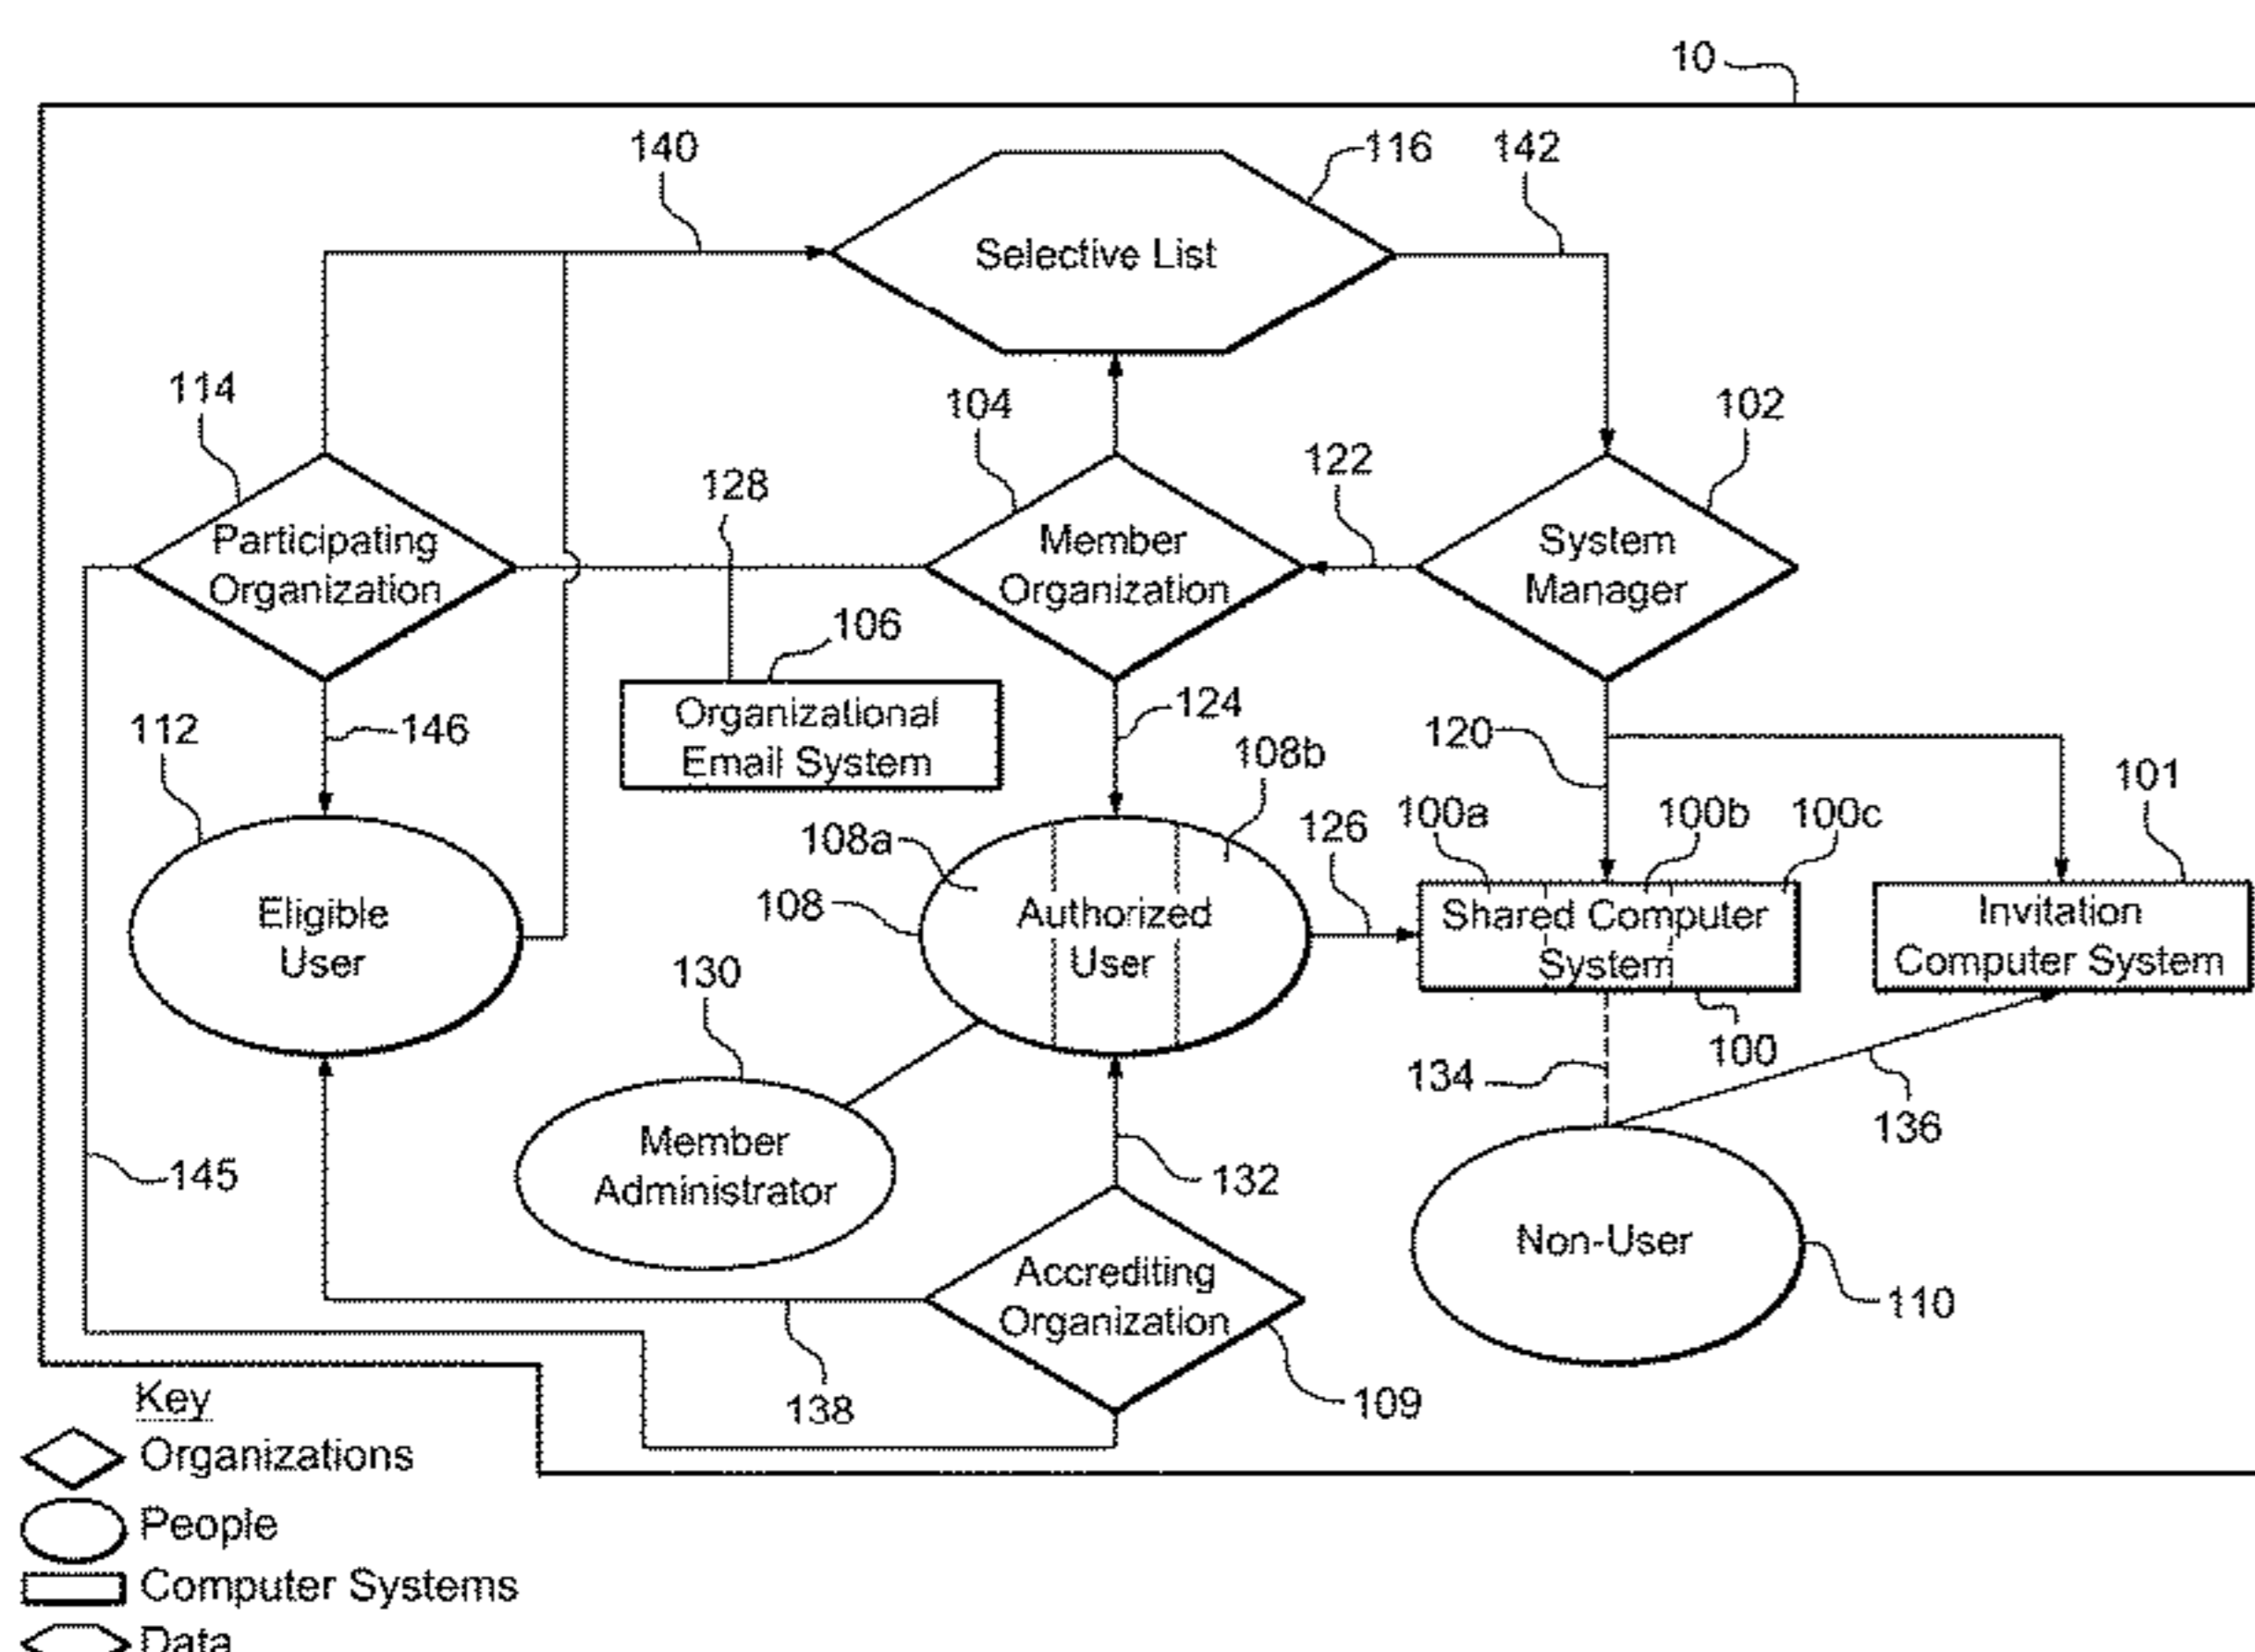 10
140
116
142
Selective List
114
104
102
128
122
Participating
Organization
Member
Organization
System
Manager
106
112
146
Organizational
Email System
124
108b
120
101
100a
100b
100c
126
108a
108
Eligible
User
Authorized
User
Shared Computer
System
Invitation
Computer System
130
100
134
136
Member
Administrator
145
132
Non-User
Accrediting
Organization
110
138
109
Key
Organizations
People
Computer Systems
Data